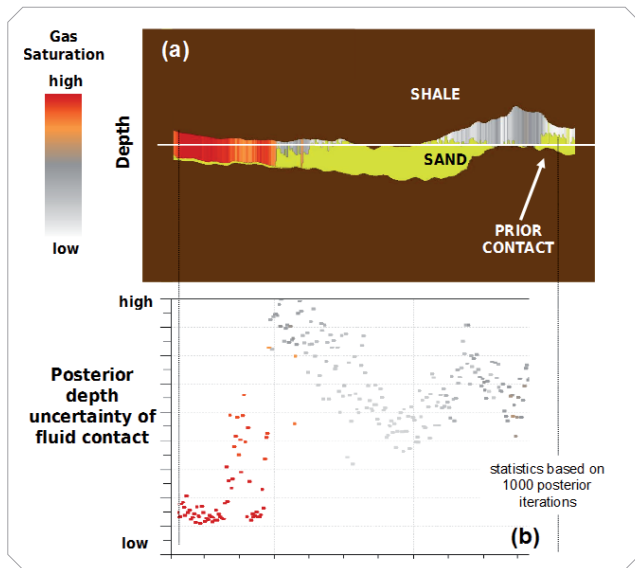 Gas
Saturation
high
low
(a)
Depth
SHALE
SAND
PRIOR
CONTACT
high
Posterior
depth
uncertainty of
fluid contact
low
statistics based on
1000 posterior
iterations
(b)